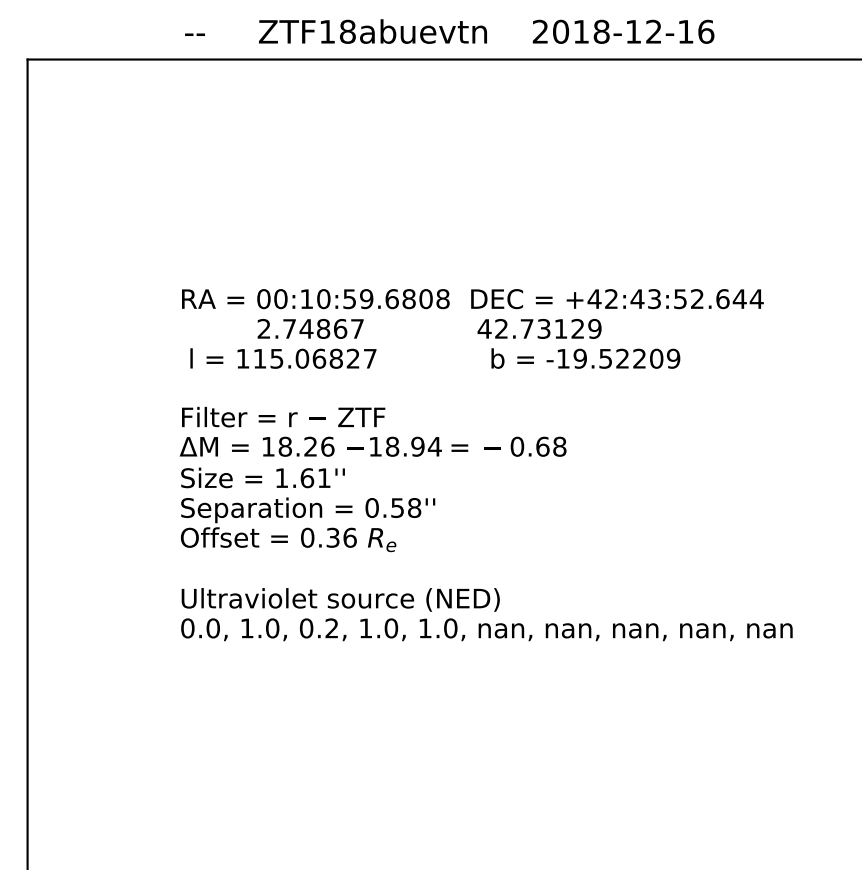 -- ZTF18abuevtn 2018-12-16
RA = 00:10:59.6808 DEC = +42:43:52.644
2.74867 42.73129
l = 115.06827 b = -19.52209
Filter = r − ZTF
ΔM = 18.26 −18.94 = − 0.68
Size = 1.61''
Separation = 0.58''
Offset = 0.36 Re
Ultraviolet source (NED)
0.0, 1.0, 0.2, 1.0, 1.0, nan, nan, nan, nan, nan